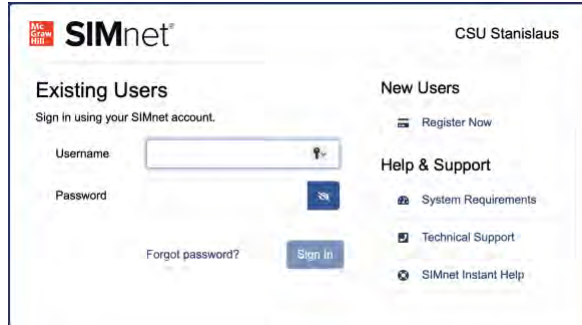 Mc
Graw
Hill
SIMnet®
CSU Stanislaus
Existing Users
Sign in using your SIMnet account.
Username
Password
Forgot password?
Sign In
New Users
Register Now
Help & Support
System Requirements
Technical Support
SIMnet Instant Help